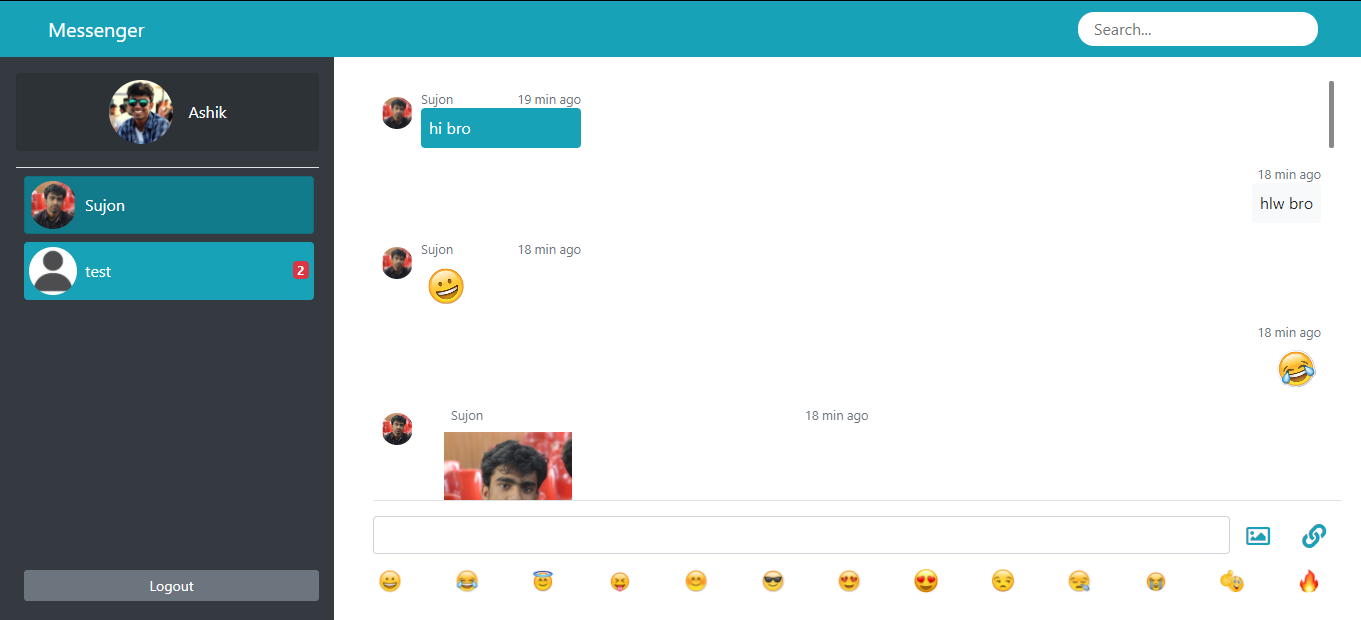 Messenger
Search...
Ashik
Sujon
test
2
Logout
Sujon 19 min ago
hi bro
18 min ago
hlw bro
Sujon 18 min ago
18 min ago
Sujon 18 min ago